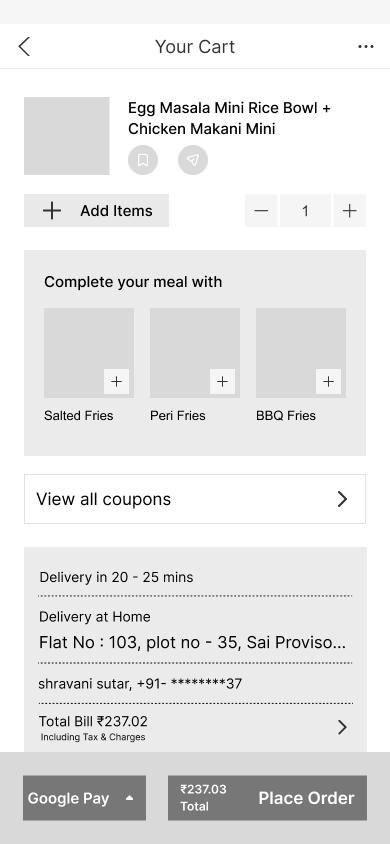 Your Cart
Egg Masala Mini Rice Bowl +
Chicken Makani Mini
Add Items
1
Complete your meal with
Salted Fries
Peri Fries
BBQ Fries
View all coupons
Delivery in 20 - 25 mins
Delivery at Home
Flat No : 103, plot no - 35, Sai Proviso...
shravani sutar, +91- ********37
Total Bill ₹237.02
Including Tax & Charges
Google Pay
₹237.03
Total
Place Order